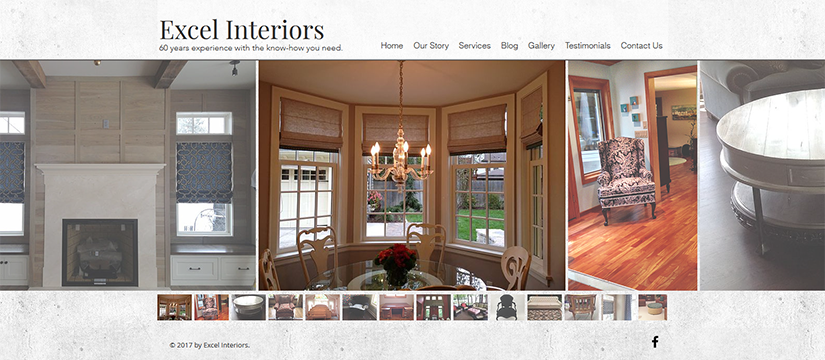 Excel Interiors
60 years experience with the know-how you need.
Home Our Story Services Blog Gallery Testimonials Contact Us
© 2017 by Excel Interiors.
f